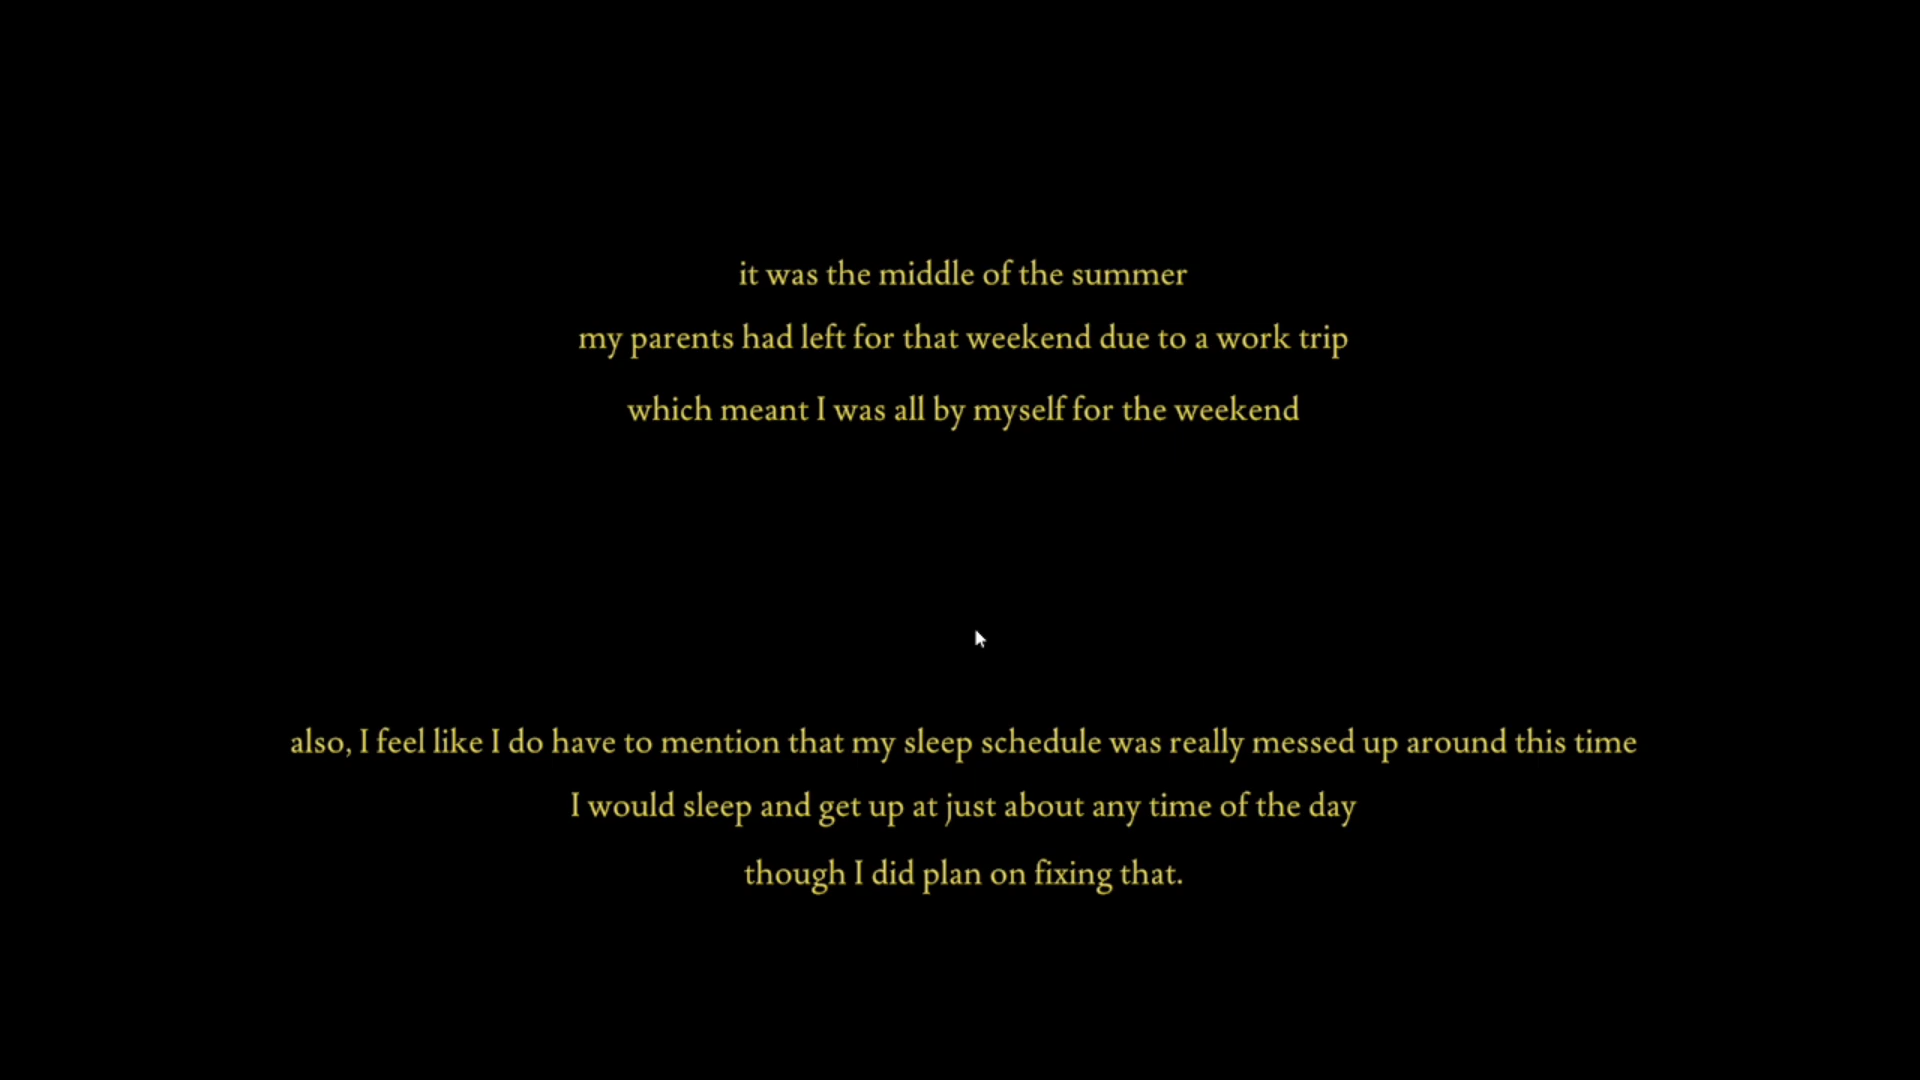 it was the middle of the summer
my parents had left for that weekend due to a work trip
which meant I was all by myself for the weekend
also, I feel like I do have to mention that my sleep schedule was really messed up around this time
I would sleep and get up at just about any time of the day
though I did plan on fixing that.